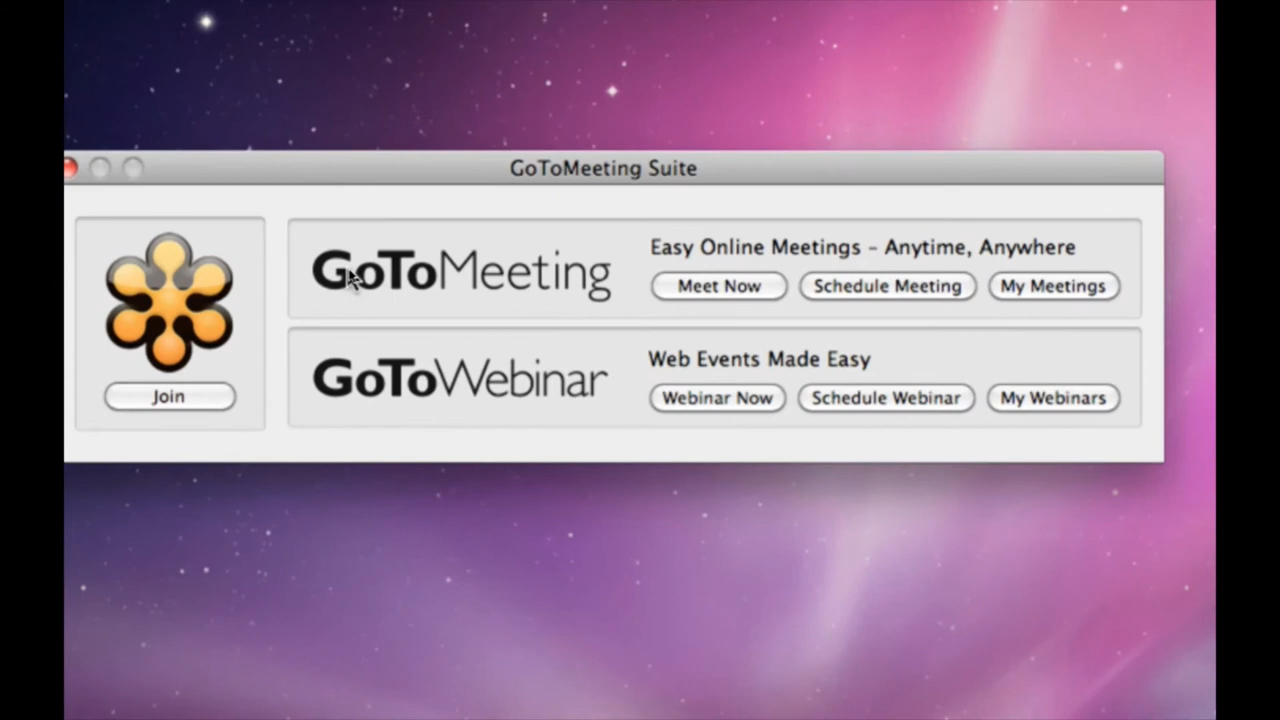 GoToMeeting Suite
GoToMeeting
Easy Online Meetings – Anytime, Anywhere
Meet Now
Schedule Meeting
My Meetings
GoToWebinar
Web Events Made Easy
Webinar Now
Schedule Webinar
My Webinars
Join